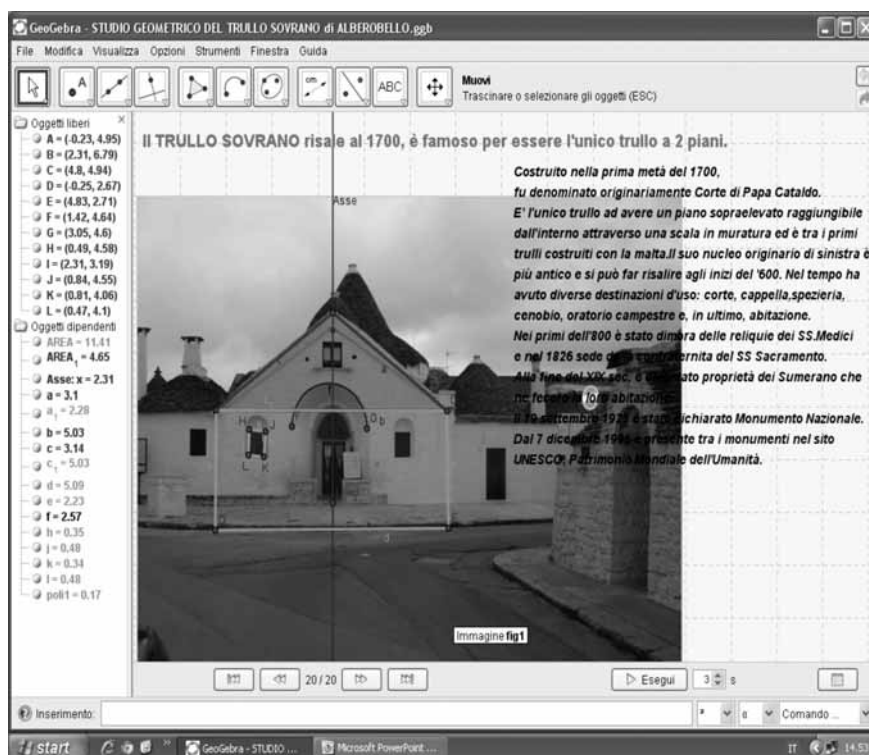 GeoGebra - STUDIO GEOMETRICO DEL TRULLO SOVRANO di ALBEROBELLO.ggb
File Modifica Visualizza Opzioni Strumenti Finestra Guida
A cm ABC
Muovi
Trascinare o selezionare gli oggetti (ESC)
Oggetti liberi
A = (-0.23, 4.95)
B = (2.31, 6.79)
C = (4.8, 4.94)
D = (-0.25, 2.67)
E = (4.83, 2.71)
F = (1.42, 4.64)
G = (3.05, 4.6)
H = (0.49, 4.58)
I = (2.31, 3.19)
J = (0.84, 4.55)
K = (0.81, 4.06)
L = (0.47, 4.1)
Oggetti dipendenti
AREA = 11.41
AREA1 = 4.65
Asse: x = 2.31
a = 3.1
a1 = 2.28
b = 5.03
c = 3.14
c1 = 5.03
d = 5.09
e = 2.23
f = 2.57
h = 0.35
j = 0.48
k = 0.34
l = 0.48
poli1 = 0.17
Il TRULLO SOVRANO risale al 1700, è famoso per essere l'unico trullo a 2 piani.
Asse
Costruito nella prima metà del 1700,
fu denominato originariamente Corte di Papa Cataldo.
E' l'unico trullo ad avere un piano sopraelevato raggiungibile
dall'interno attraverso una scala in muratura ed è tra i primi
trulli costruiti con la malta.Il suo nucleo originario di sinistra è
più antico e si può far risalire agli inizi del '600. Nel tempo ha
avuto diverse destinazioni d'uso: corte, cappella,spezieria,
cenobio, oratorio campestre e, in ultimo, abitazione.
Nei primi dell'800 è stato dimora delle reliquie dei SS.Medici
e nel 1826 sede della confraternita del SS Sacramento.
Alla fine del XIX sec. è proprietà dei Sumerano che
ne fecero la loro abitazione
Il 19 settembre è stato dichiarato Monumento Nazionale.
Dal 7 dicembre 1996 è presente tra i monumenti nel sito
UNESCO, Patrimonio Mondiale dell'Umanità.
F G b
H J
L K
d
Immagine fig1
20 / 20
Esegui 3 s
Inserimento:
Comando ...
start
GeoGebra - STUDIO ...
Microsoft PowerPoint ...
IT
14.53